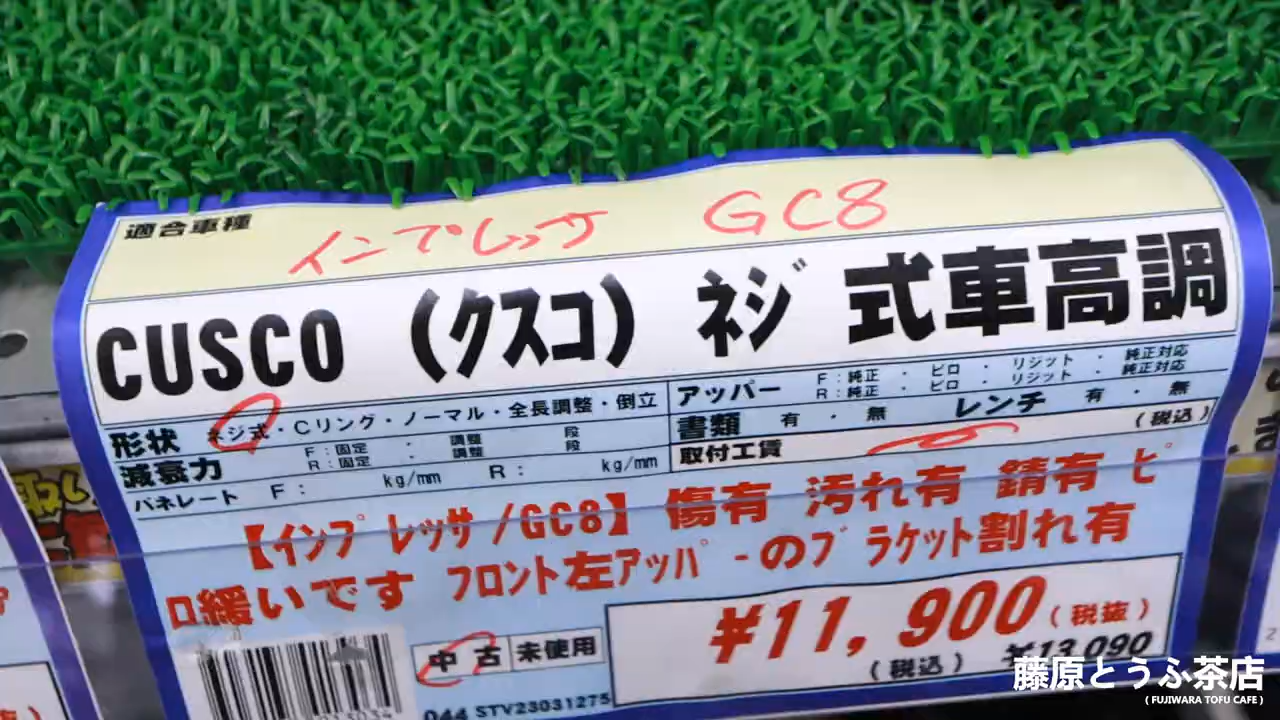 適合車種
インプレッサ GC8
CUSCO (クスコ) ネジ式車高調
形状 ネジ式・Cリング・ノーマル・全長調整・倒立
減衰力 F:固定・調整 段
R:固定・調整 段
バネレート F: kg/mm R: kg/mm
アッパー F:純正・ピロ・リジット・純正対応
R:純正・ピロ・リジット・純正対応
書類 有・無 レンチ 有・無
取付工賃 (税込)
【インプレッサ/GC8】傷有 汚れ有 錆有 ピ
ロ緩いです フロント左アッパーのブラケット割れ有
¥11,900(税抜)
(税込) ¥13,090
中古 未使用
044 STV23031275
藤原とうふ茶店
(FUJIWARA TOFU CAFE)